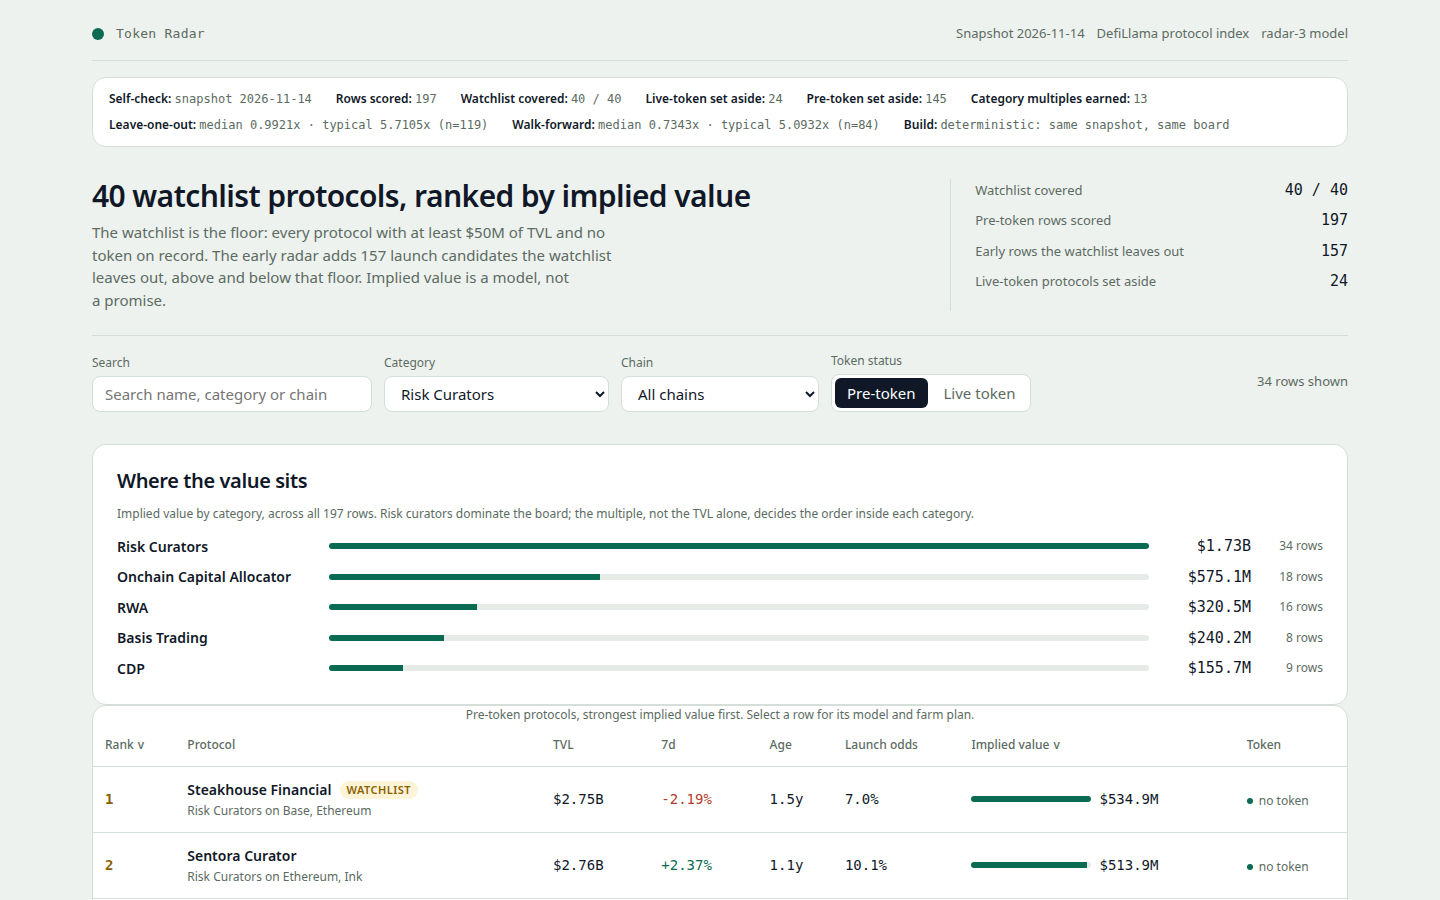 Token Radar
Snapshot 2026-11-14 DefiLlama protocol index radar-3 model
Self-check: snapshot 2026-11-14 Rows scored: 197 Watchlist covered: 40 / 40 Live-token set aside: 24 Pre-token set aside: 145 Category multiples earned: 13
Leave-one-out: median 0.9921x · typical 5.7105x (n=119) Walk-forward: median 0.7343x · typical 5.0932x (n=84) Build: deterministic: same snapshot, same board
40 watchlist protocols, ranked by implied value
The watchlist is the floor: every protocol with at least $50M of TVL and no
token on record. The early radar adds 157 launch candidates the watchlist
leaves out, above and below that floor. Implied value is a model, not
a promise.
Watchlist covered 40 / 40
Pre-token rows scored 197
Early rows the watchlist leaves out 157
Live-token protocols set aside 24
Search Category Chain Token status
Search name, category or chain Risk Curators All chains Pre-token Live token 34 rows shown
Where the value sits
Implied value by category, across all 197 rows. Risk curators dominate the board; the multiple, not the TVL alone, decides the order inside each category.
Risk Curators $1.73B 34 rows
Onchain Capital Allocator $575.1M 18 rows
RWA $320.5M 16 rows
Basis Trading $240.2M 8 rows
CDP $155.7M 9 rows
Pre-token protocols, strongest implied value first. Select a row for its model and farm plan.
Rank v Protocol TVL 7d Age Launch odds Implied value v Token
1 Steakhouse Financial WATCHLIST $2.75B -2.19% 1.5y 7.0% $534.9M no token
Risk Curators on Base, Ethereum
2 Sentora Curator $2.76B +2.37% 1.1y 10.1% $513.9M no token
Risk Curators on Ethereum, Ink